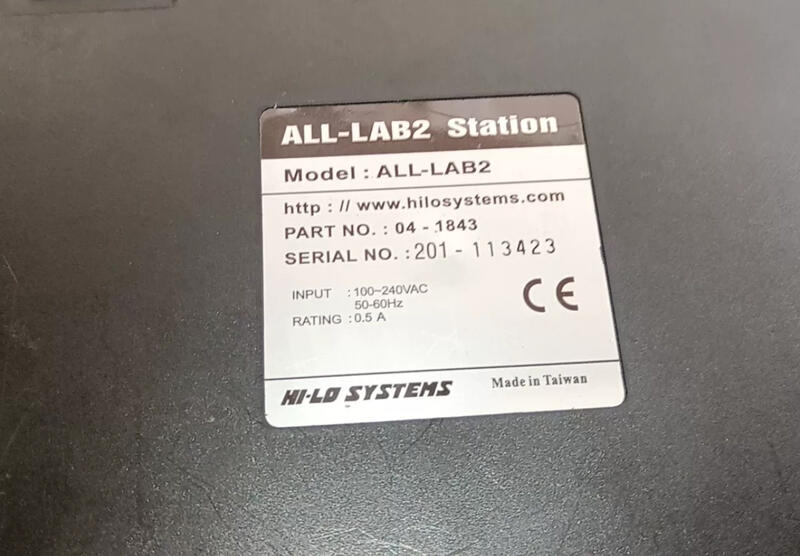 ALL-LAB2 Station
Model : ALL-LAB2
http : // www.hilosystems.com
PART NO. : 04 - 1843
SERIAL NO. : 201 - 113423
INPUT : 100~240VAC
50-60Hz
RATING : 0.5 A
CE
HI-LO SYSTEMS
Made in Taiwan